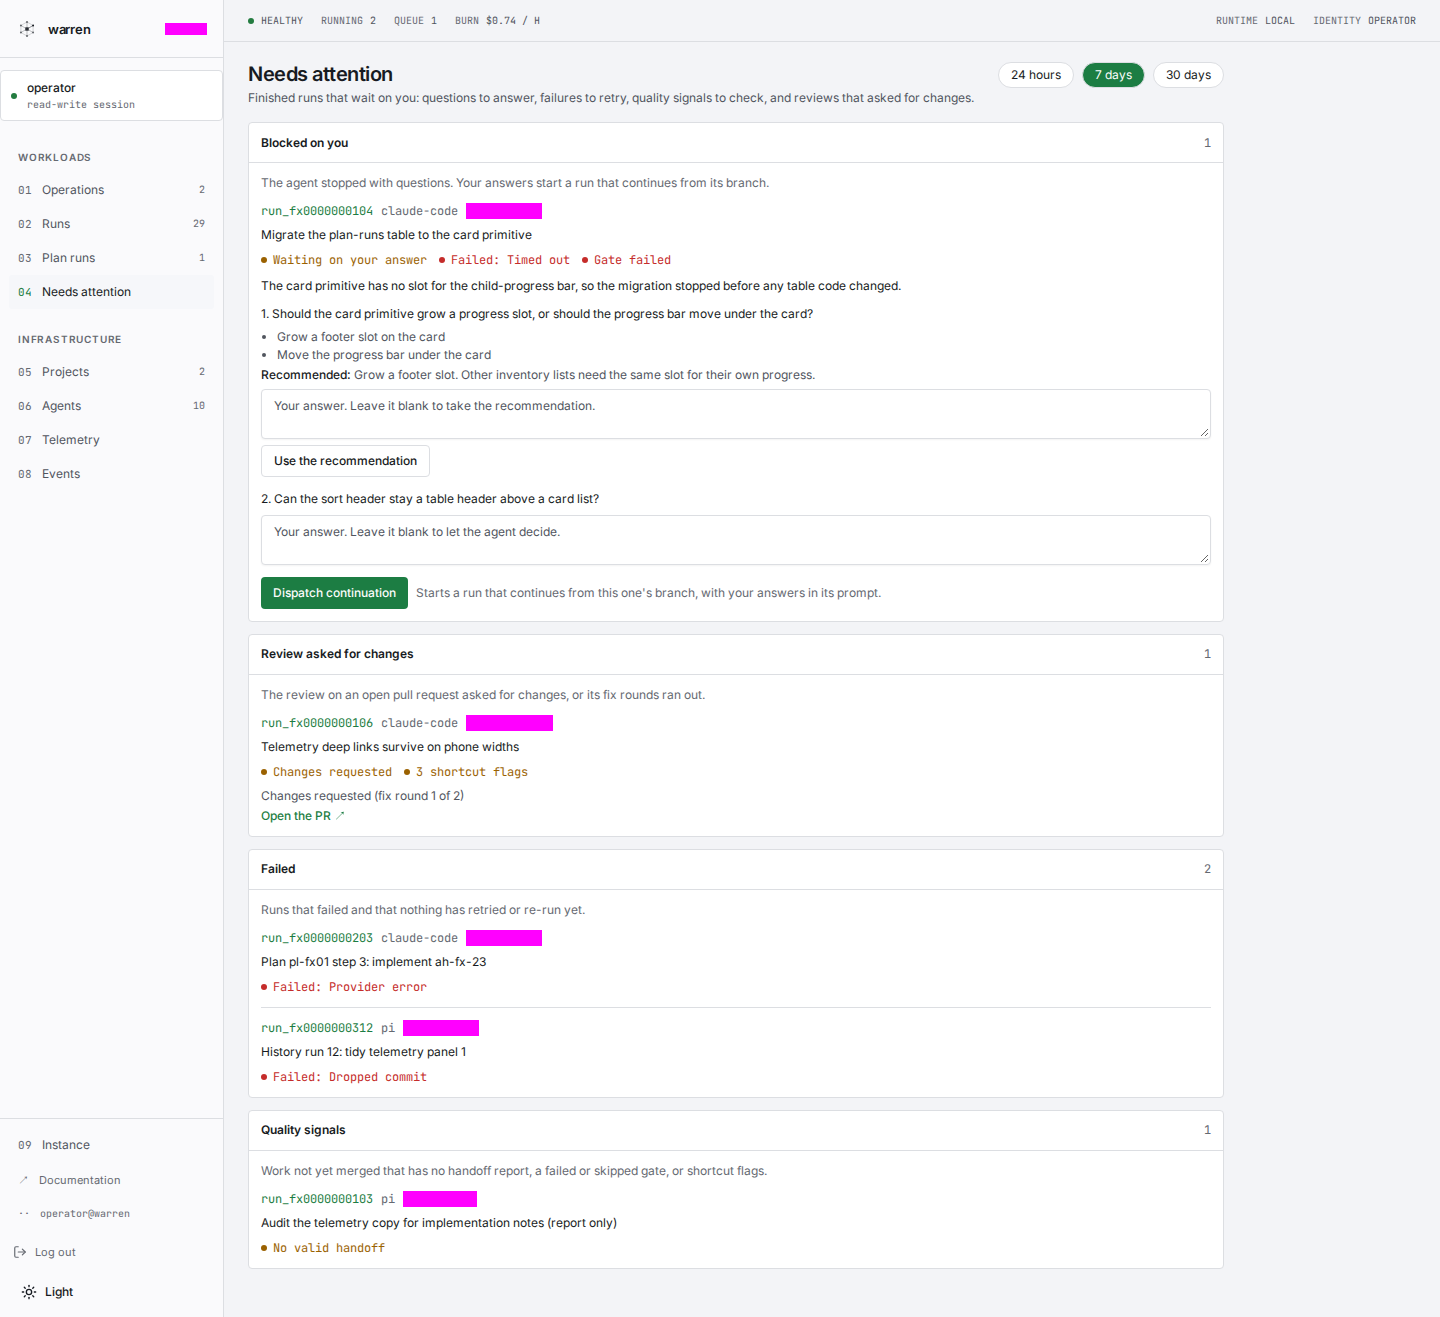 warren
operator
read-write session
WORKLOADS
01 Operations 2
02 Runs 29
03 Plan runs 1
04 Needs attention
INFRASTRUCTURE
05 Projects 2
06 Agents 10
07 Telemetry
08 Events
09 Instance
Documentation
operator@warren
Log out
Light
HEALTHY RUNNING 2 QUEUE 1 BURN $0.74 / H
RUNTIME LOCAL IDENTITY OPERATOR
Needs attention
Finished runs that wait on you: questions to answer, failures to retry, quality signals to check, and reviews that asked for changes.
24 hours 7 days 30 days
Blocked on you 1
The agent stopped with questions. Your answers start a run that continues from its branch.
run_fx0000000104 claude-code
Migrate the plan-runs table to the card primitive
Waiting on your answer Failed: Timed out Gate failed
The card primitive has no slot for the child-progress bar, so the migration stopped before any table code changed.
1. Should the card primitive grow a progress slot, or should the progress bar move under the card?
• Grow a footer slot on the card
• Move the progress bar under the card
Recommended: Grow a footer slot. Other inventory lists need the same slot for their own progress.
Your answer. Leave it blank to take the recommendation.
Use the recommendation
2. Can the sort header stay a table header above a card list?
Your answer. Leave it blank to let the agent decide.
Dispatch continuation Starts a run that continues from this one's branch, with your answers in its prompt.
Review asked for changes 1
The review on an open pull request asked for changes, or its fix rounds ran out.
run_fx0000000106 claude-code
Telemetry deep links survive on phone widths
Changes requested 3 shortcut flags
Changes requested (fix round 1 of 2)
Open the PR ↗
Failed 2
Runs that failed and that nothing has retried or re-run yet.
run_fx0000000203 claude-code
Plan pl-fx01 step 3: implement ah-fx-23
Failed: Provider error
run_fx0000000312 pi
History run 12: tidy telemetry panel 1
Failed: Dropped commit
Quality signals 1
Work not yet merged that has no handoff report, a failed or skipped gate, or shortcut flags.
run_fx0000000103 pi
Audit the telemetry copy for implementation notes (report only)
No valid handoff